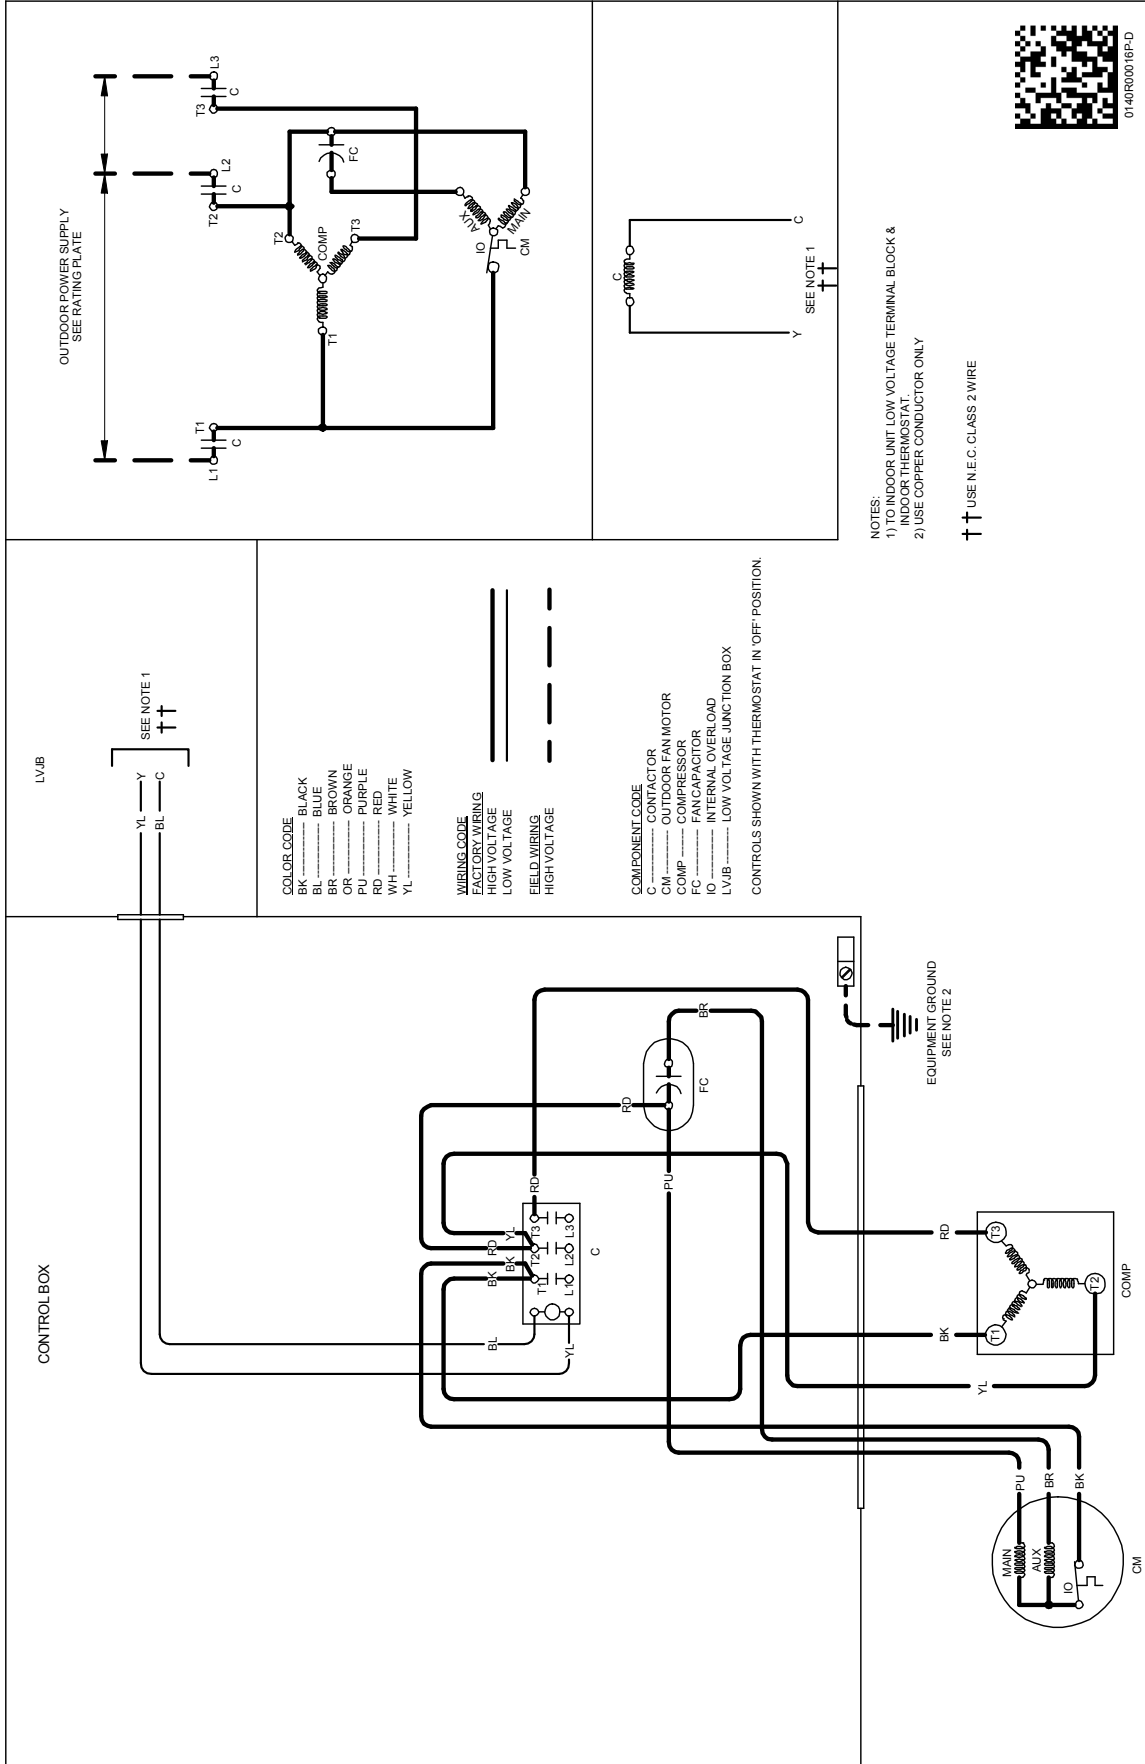 CONTROL BOX
LVJB
YL
Y
BL
C
SEE NOTE 1
††
BL
YL
BK
BK
RD
YL
RD
T1
T2
T3
L1
L2
L3
C
RD
PU
BR
FC
EQUIPMENT GROUND
SEE NOTE 2
BK
YL
RD
T1
T2
T3
COMP
PU
BR
BK
MAIN
AUX
IO
CM
COLOR CODE
BK ---------- BLACK
BL ---------- BLUE
BR ---------- BROWN
OR ---------- ORANGE
PU ---------- PURPLE
RD ---------- RED
WH ---------- WHITE
YL ---------- YELLOW
WIRING CODE
FACTORY WIRING
HIGH VOLTAGE
LOW VOLTAGE
FIELD WIRING
HIGH VOLTAGE
COMPONENT CODE
C ---------- CONTACTOR
CM ---------- OUTDOOR FAN MOTOR
COMP ------- COMPRESSOR
FC ---------- FAN CAPACITOR
IO ---------- INTERNAL OVERLOAD
LVJB ------- LOW VOLTAGE JUNCTION BOX
CONTROLS SHOWN WITH THERMOSTAT IN "OFF" POSITION.
OUTDOOR POWER SUPPLY
SEE RATING PLATE
L1
T1
C
T2
L2
C
T3
L3
C
T1
T2
COMP
T3
FC
AUX
MAIN
IO
CM
C
Y
C
SEE NOTE 1
††
NOTES:
1) TO INDOOR UNIT LOW VOLTAGE TERMINAL BLOCK &
INDOOR THERMOSTAT.
2) USE COPPER CONDUCTOR ONLY
†† USE N.E.C. CLASS 2 WIRE
0140R00016P-D